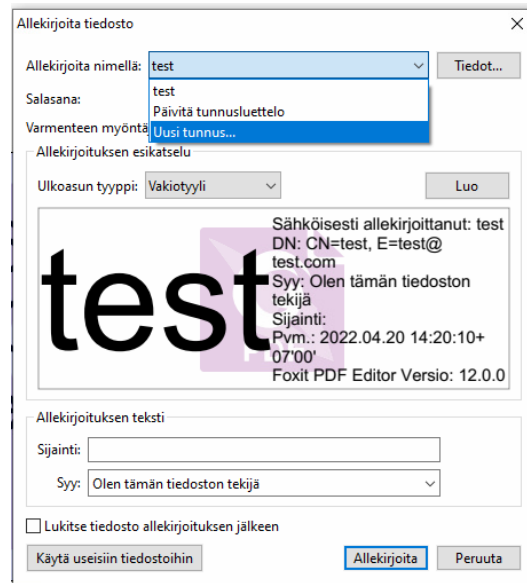 Allekirjoita tiedosto
Allekirjoita nimellä: test Tiedot...
test
Salasana:
Päivitä tunnusluettelo
Varmenteen myöntä
Uusi tunnus...
Allekirjoituksen esikatselu
Ulkoasun tyyppi: Vakiotyyli Luo
test
Sähköisesti allekirjoittanut: test
DN: CN=test, E=test@
test.com
Syy: Olen tämän tiedoston
tekijä
Sijainti:
Pvm.: 2022.04.20 14:20:10+
07'00'
Foxit PDF Editor Versio: 12.0.0
PDF
Allekirjoituksen teksti
Sijainti:
Syy: Olen tämän tiedoston tekijä
Lukitse tiedosto allekirjoituksen jälkeen
Käytä useisiin tiedostoihin Allekirjoita Peruuta